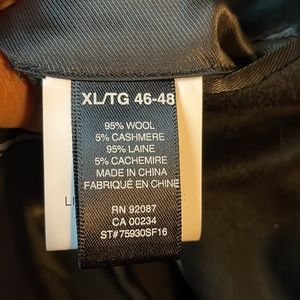 XL/TG 46-48
95% WOOL
5% CASHMERE
95% LAINE
5% CACHEMIRE
MADE IN CHINA
FABRIQUÉ EN CHINE
RN 92087
CA 00234
ST#75930SF16